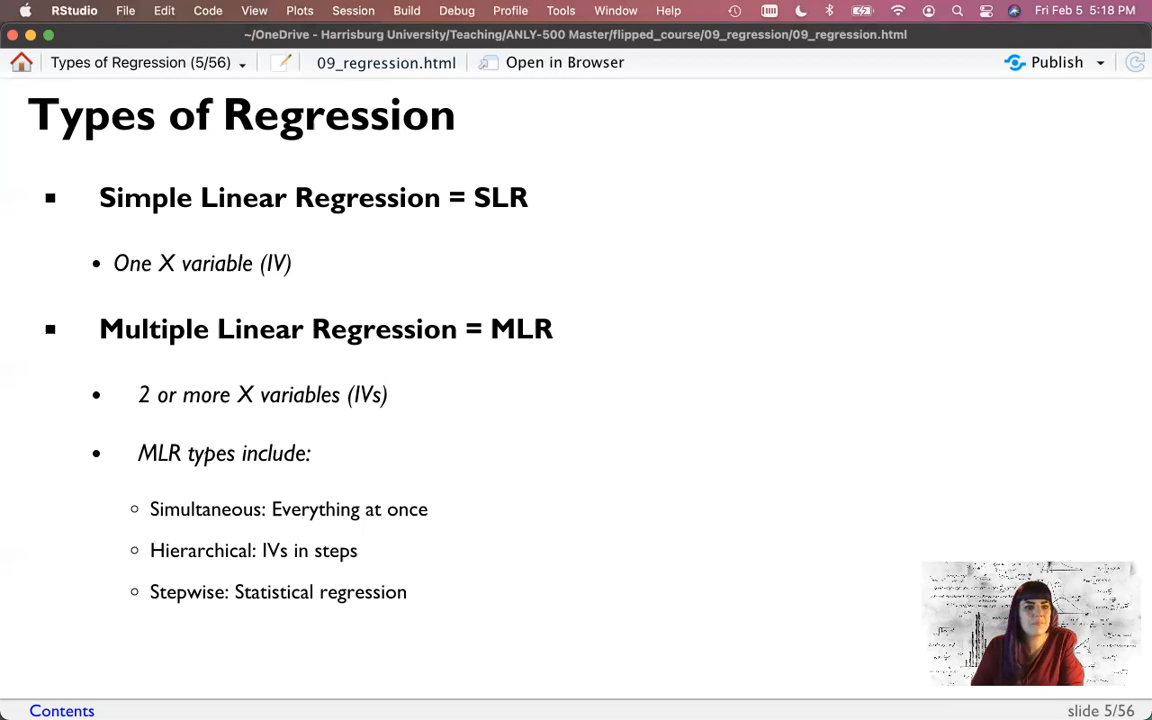 RStudio File Edit Code View Plots Session Build Debug Profile Tools Window Help Fri Feb 5 5:18 PM
~/OneDrive - Harrisburg University/Teaching/ANLY-500 Master/flipped_course/09_regression/09_regression.html
Types of Regression (5/56) 09_regression.html Open in Browser Publish
Types of Regression
Simple Linear Regression = SLR
One X variable (IV)
Multiple Linear Regression = MLR
2 or more X variables (IVs)
MLR types include:
Simultaneous: Everything at once
Hierarchical: IVs in steps
Stepwise: Statistical regression
Contents
slide 5/56